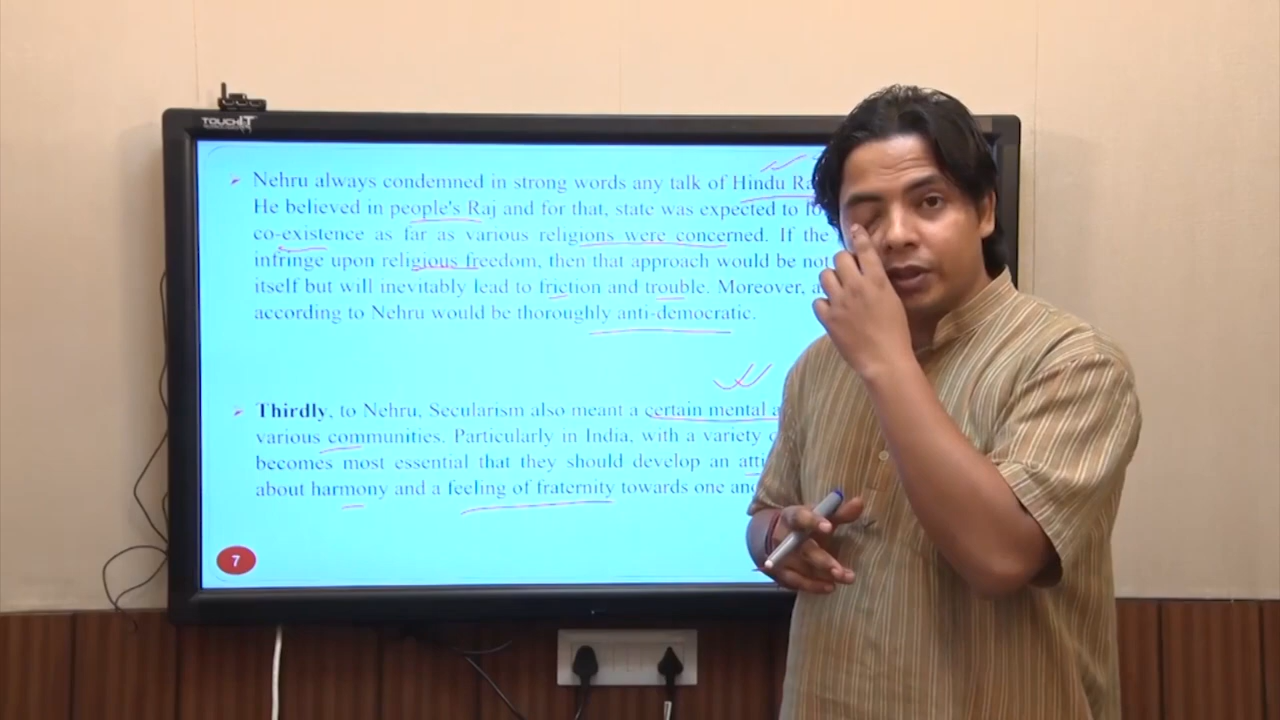 TOUCHIT
Nehru always condemned in strong words any talk of Hindu
He believed in people's Raj and for that, state was expected to
co-existence as far as various religions were concerned. If the
infringe upon religious freedom, then that approach would be not
itself but will inevitably lead to friction and trouble. Moreover,
according to Nehru would be thoroughly anti-democratic.
Thirdly, to Nehru, Secularism also meant a certain mental
various communities. Particularly in India, with a variety
becomes most essential that they should develop an
about harmony and a feeling of fraternity towards one
7